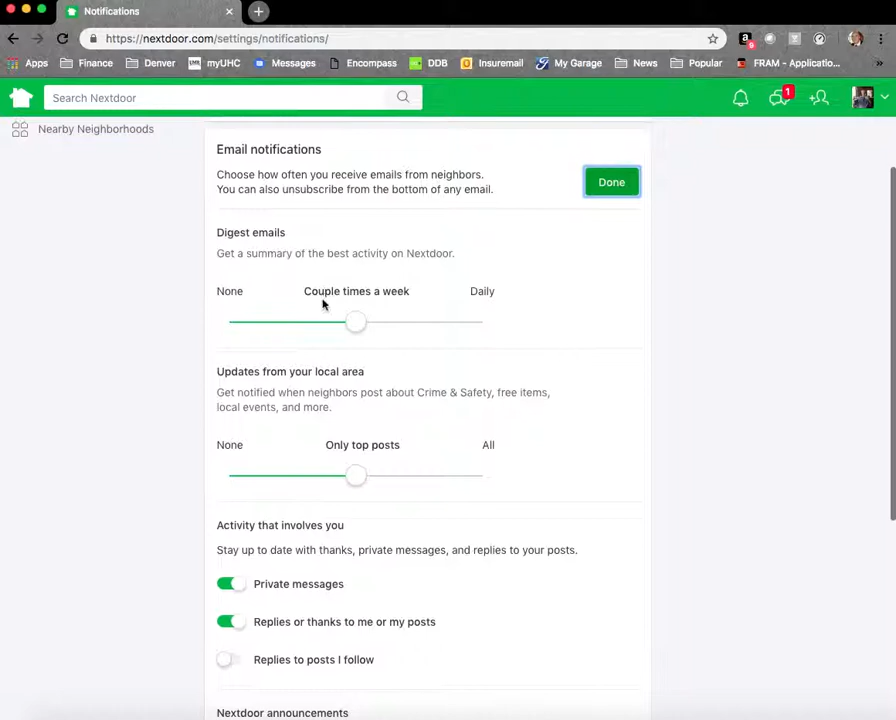 Notifications
https://nextdoor.com/settings/notifications/
9
Apps Finance Denver myUHC Messages Encompass DDB Insuremail My Garage News Popular FRAM - Applicatio... »
Search Nextdoor
1
Nearby Neighborhoods
Email notifications
Choose how often you receive emails from neighbors.
You can also unsubscribe from the bottom of any email.
Done
Digest emails
Get a summary of the best activity on Nextdoor.
None Couple times a week Daily
Updates from your local area
Get notified when neighbors post about Crime & Safety, free items,
local events, and more.
None Only top posts All
Activity that involves you
Stay up to date with thanks, private messages, and replies to your posts.
Private messages
Replies or thanks to me or my posts
Replies to posts I follow
Nextdoor announcements